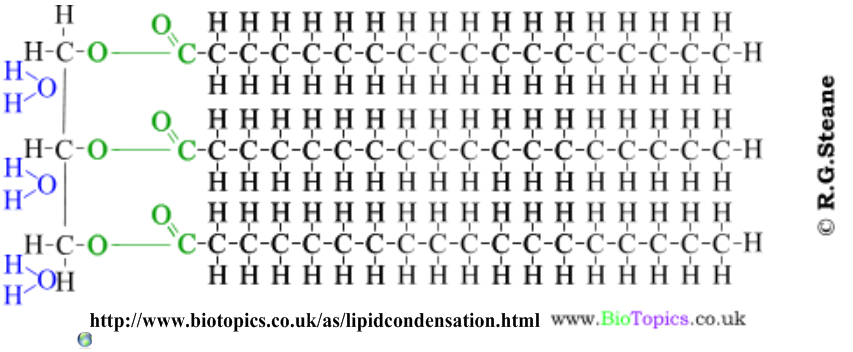 H
O H H H H H H H H H H H H H H H H H
H-C-O—C-C-C-C-C-C-C-C-C-C-C-C-C-C-C-C-C-C-H
H H H H H H H H H H H H H H H H H H
O
H
O H H H H H H H H H H H H H H H H H
H-C-O—C-C-C-C-C-C-C-C-C-C-C-C-C-C-C-C-C-C-H
H H H H H H H H H H H H H H H H H H
O
H
O H H H H H H H H H H H H H H H H H
H-C-O—C-C-C-C-C-C-C-C-C-C-C-C-C-C-C-C-C-C-H
H H H H H H H H H H H H H H H H H H
O H
H
© R.G.Steane
http://www.biotopics.co.uk/as/lipidcondensation.html www.BioTopics.co.uk